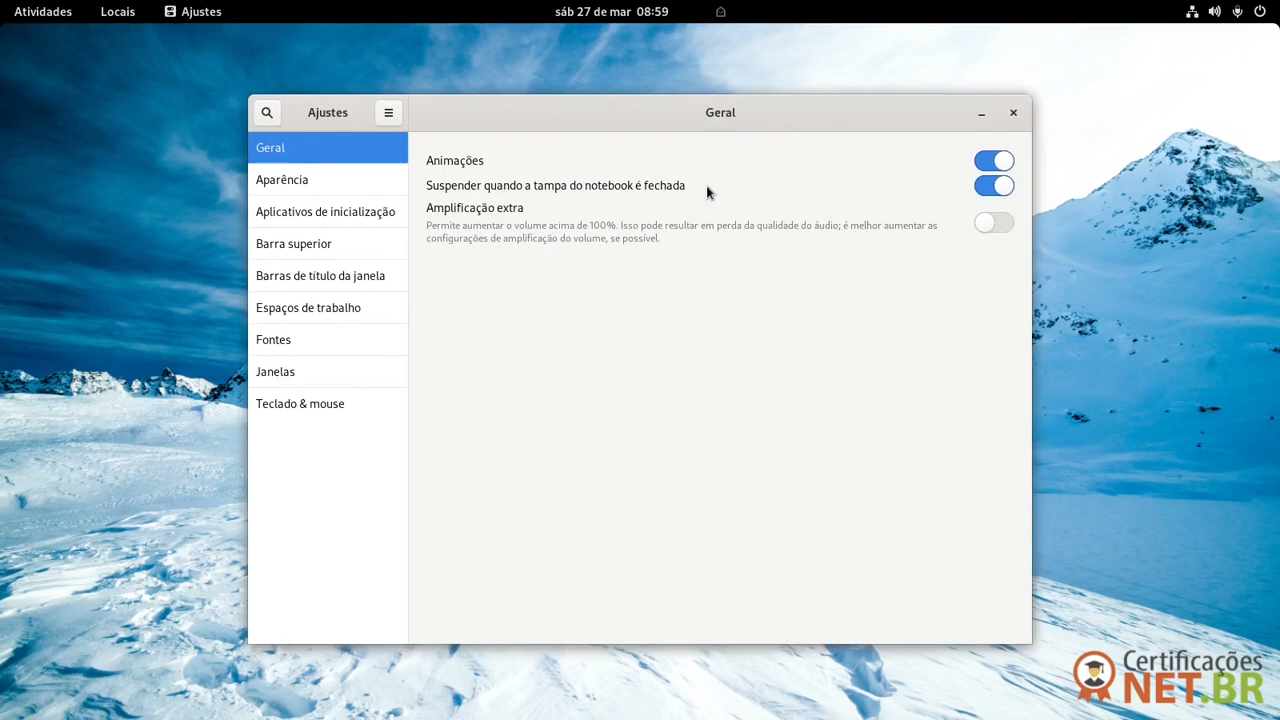 Atividades Locais Ajustes sáb 27 de mar 08:59
Ajustes Geral
Geral
Aparência
Aplicativos de inicialização
Barra superior
Barras de título da janela
Espaços de trabalho
Fontes
Janelas
Teclado & mouse
Animações
Suspender quando a tampa do notebook é fechada
Amplificação extra
Permite aumentar o volume acima de 100%. Isso pode resultar em perda da qualidade do áudio; é melhor aumentar as
configurações de amplificação do volume, se possível.
Certificações
NET.BR